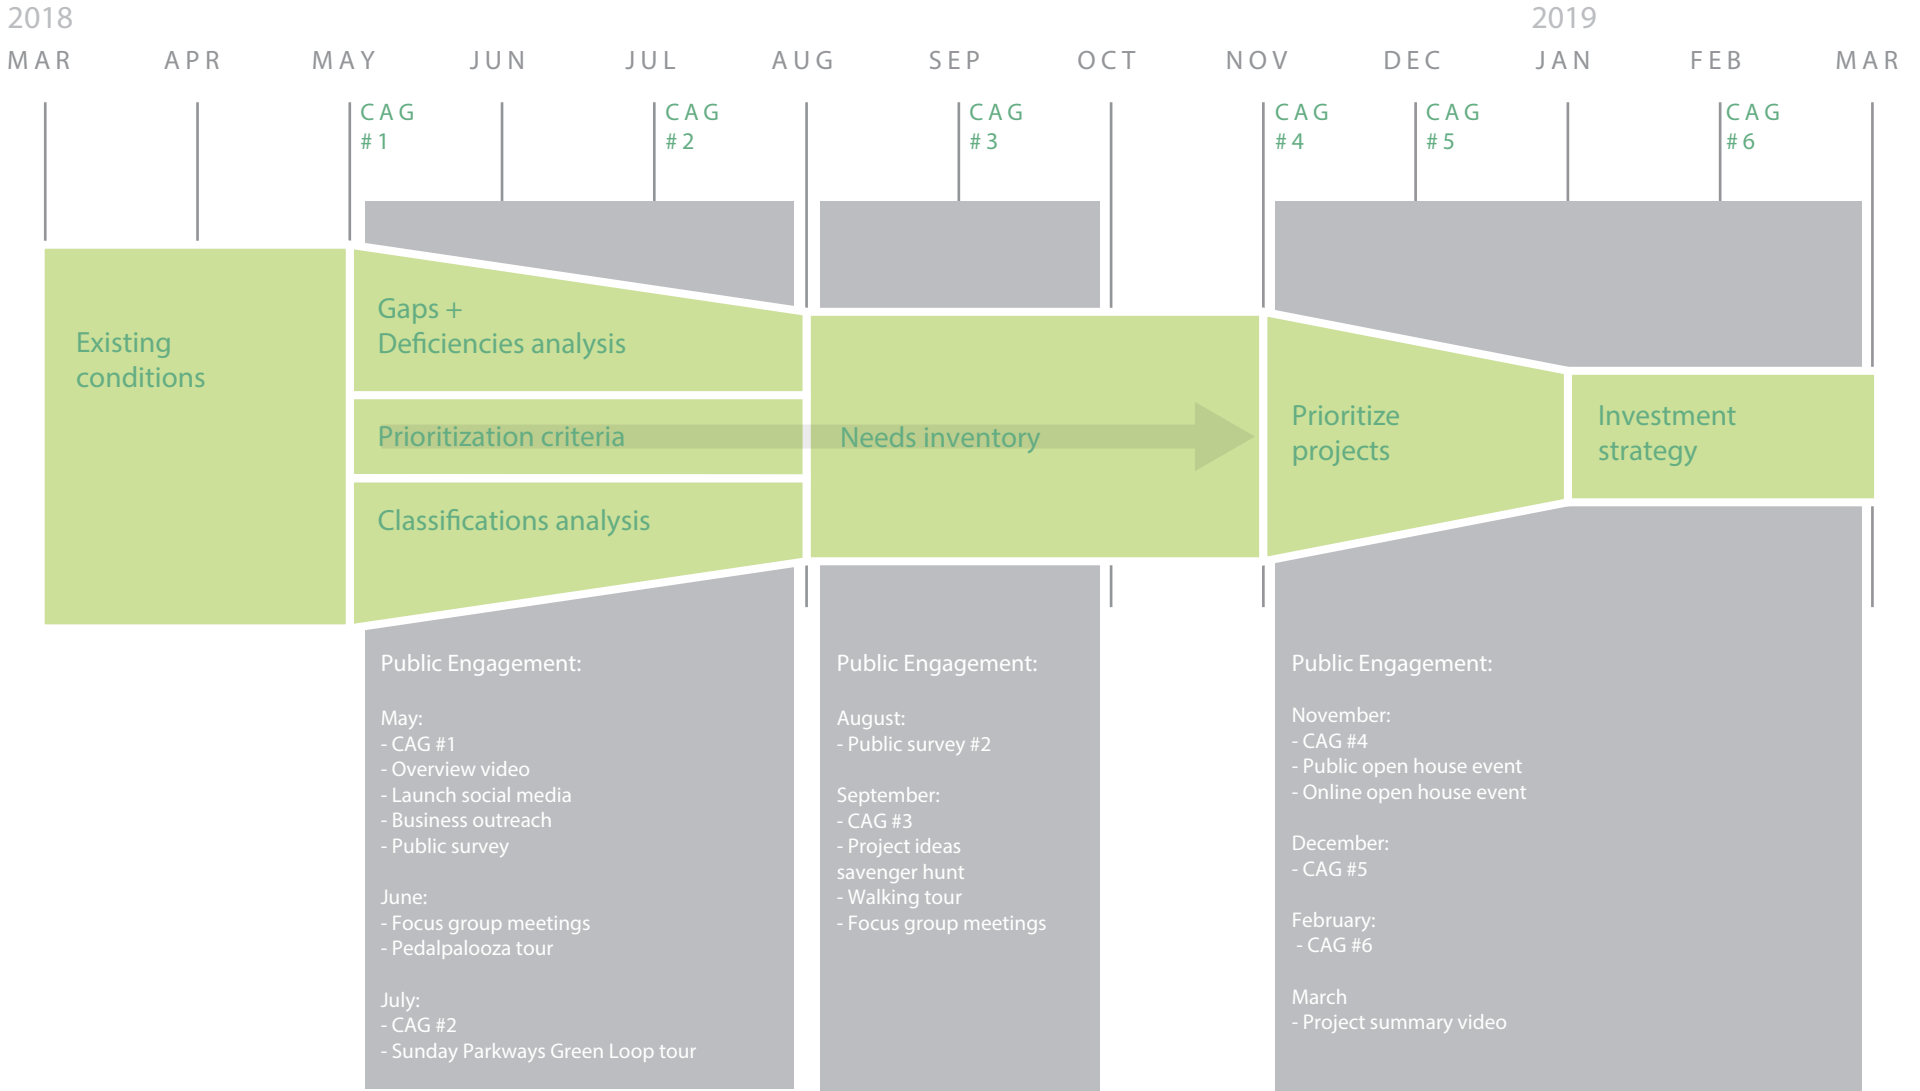 2018
2019
MAR APR MAY JUN JUL AUG SEP OCT NOV DEC JAN FEB MAR
CAG
#1
CAG
#2
CAG
#3
CAG
#4
CAG
#5
CAG
#6
Existing
conditions
Gaps +
Deficiencies analysis
Prioritization criteria
Classifications analysis
Needs inventory
Prioritize
projects
Investment
strategy
Public Engagement:
May:
- CAG #1
- Overview video
- Launch social media
- Business outreach
- Public survey
June:
- Focus group meetings
- Pedalpalooza tour
July:
- CAG #2
- Sunday Parkways Green Loop tour
Public Engagement:
August:
- Public survey #2
September:
- CAG #3
- Project ideas
savenger hunt
- Walking tour
- Focus group meetings
Public Engagement:
November:
- CAG #4
- Public open house event
- Online open house event
December:
- CAG #5
February:
- CAG #6
March
- Project summary video